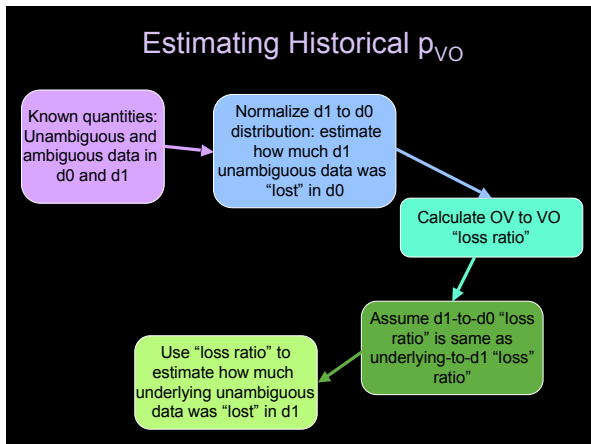 Estimating Historical pVO
Known quantities:
Unambiguous and
ambiguous data in
d0 and d1
Normalize d1 to d0
distribution: estimate
how much d1
unambiguous data was
“lost” in d0
Calculate OV to VO
“loss ratio”
Assume d1-to-d0 “loss
ratio” is same as
underlying-to-d1 “loss”
ratio”
Use “loss ratio” to
estimate how much
underlying unambiguous
data was “lost” in d1